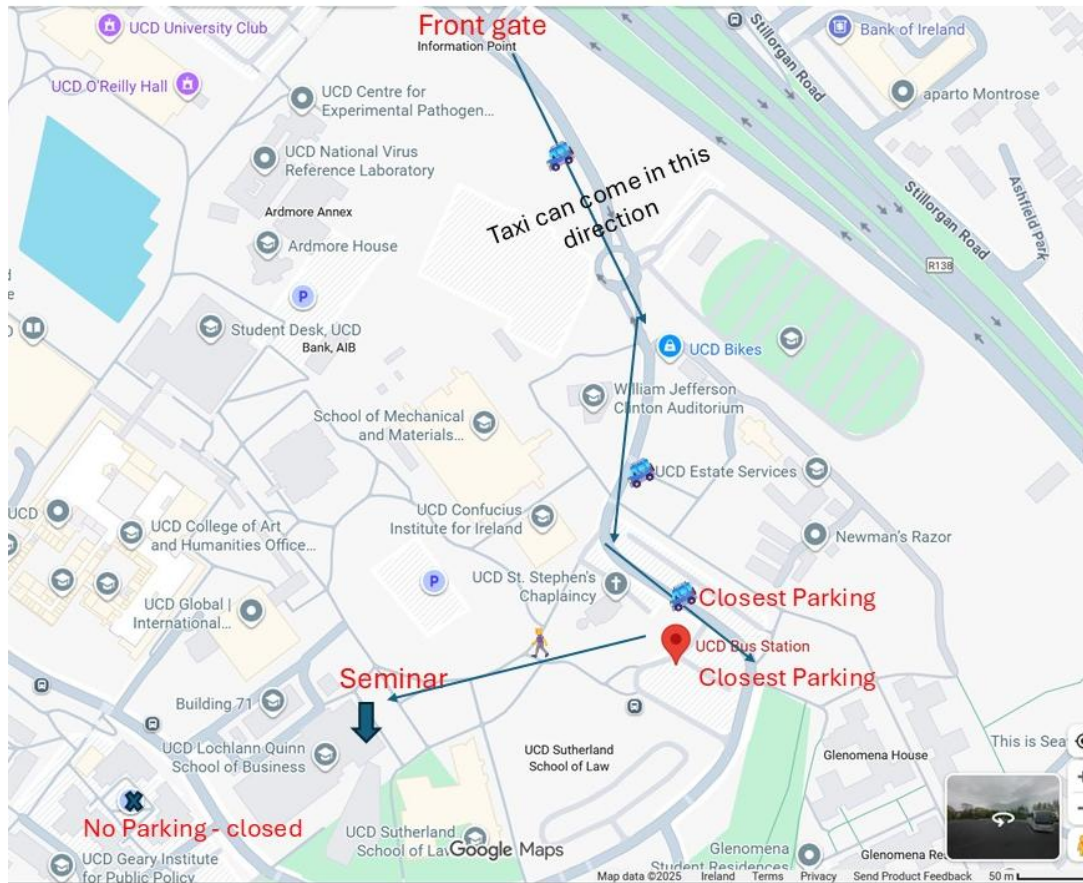 Front gate
Information Point
UCD University Club
Bank of Ireland
Stillorgan Road
UCD O'Reilly Hall
UCD Centre for
Experimental Pathogen...
aparto Montrose
UCD National Virus
Reference Laboratory
Taxi can come in this
direction
Ashfield Park
Stillorgan Road
Ardmore Annex
Ardmore House
R138
P
Student Desk, UCD
Bank, AIB
UCD Bikes
William Jefferson
Clinton Auditorium
School of Mechanical
and Materials...
UCD Estate Services
UCD
UCD Confucius
Institute for Ireland
UCD College of Art
and Humanities Office...
Newman's Razor
P
UCD St. Stephen's
Chaplaincy
Closest Parking
UCD Global |
International...
UCD Bus Station
Closest Parking
Seminar
Building 71
UCD Lochlann Quinn
School of Business
UCD Sutherland
School of Law
Glenomena House
This is Sea
No Parking - closed
UCD Sutherland
School of Law
Google Maps
UCD Geary Institute
for Public Policy
Glenomena
Student Residences
Glenomena Res
Map data ©2025 Ireland Terms Privacy Send Product Feedback 50 m